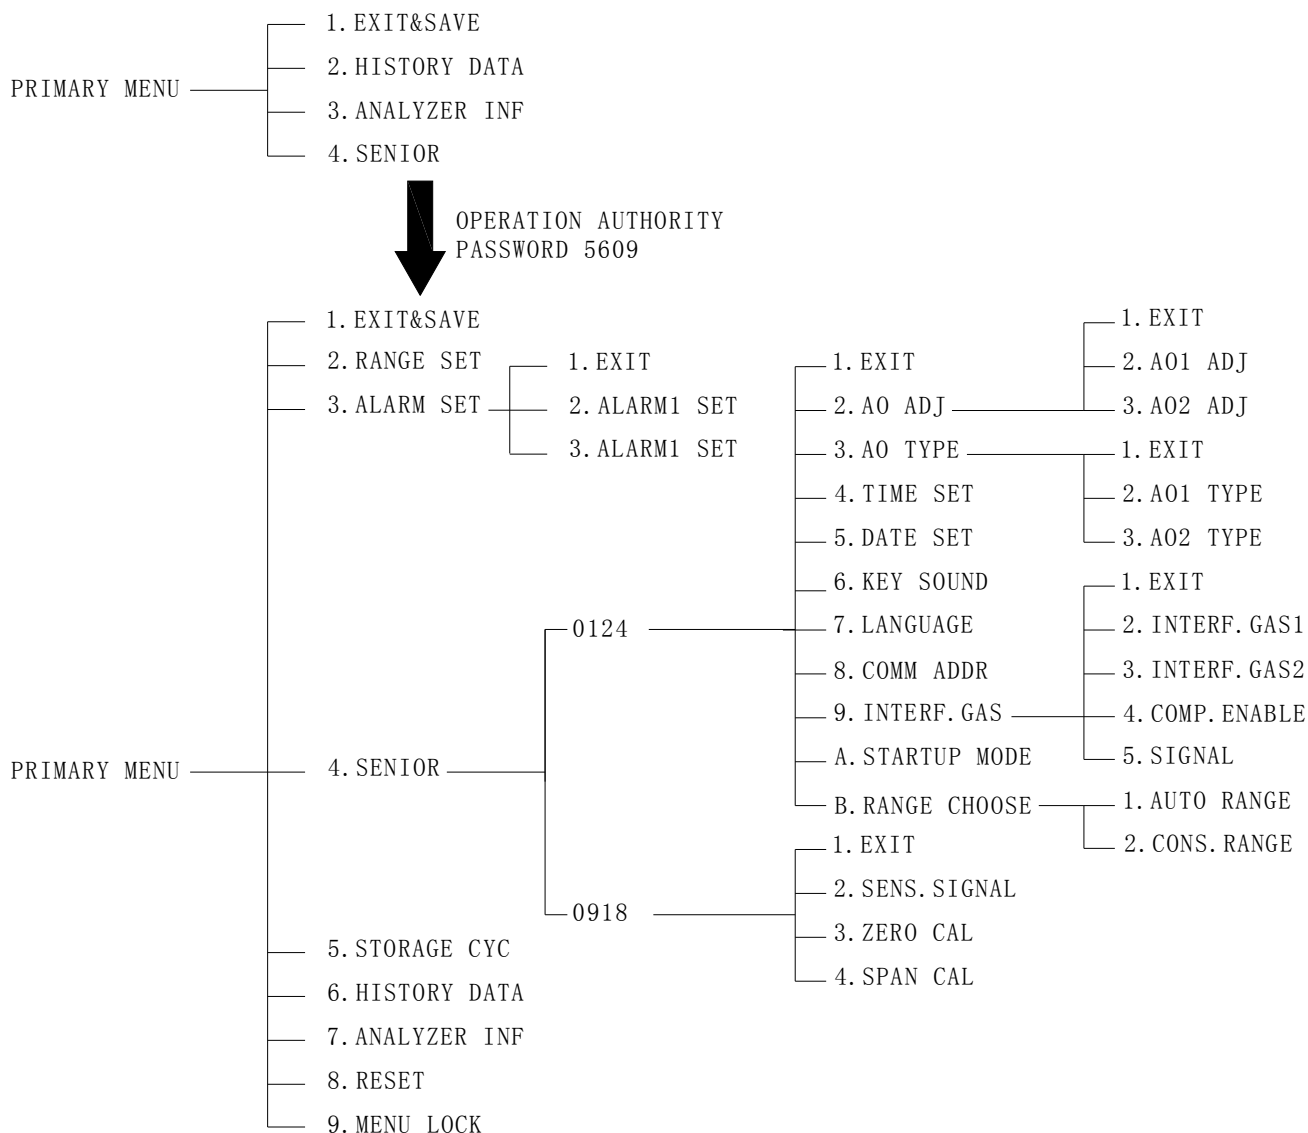 1.EXIT&SAVE
2.HISTORY DATA
PRIMARY MENU
3.ANALYZER INF
4.SENIOR
OPERATION AUTHORITY
PASSWORD 5609
1.EXIT&SAVE
2.RANGE SET
3.ALARM SET
1.EXIT
2.ALARM1 SET
3.ALARM1 SET
PRIMARY MENU
4.SENIOR
0124
1.EXIT
2.AO ADJ
3.AO TYPE
4.TIME SET
5.DATE SET
6.KEY SOUND
7.LANGUAGE
8.COMM ADDR
9.INTERF.GAS
A.STARTUP MODE
B.RANGE CHOOSE
1.EXIT
2.AO1 ADJ
3.AO2 ADJ
1.EXIT
2.AO1 TYPE
3.AO2 TYPE
1.EXIT
2.INTERF.GAS1
3.INTERF.GAS2
4.COMP.ENABLE
5.SIGNAL
1.AUTO RANGE
2.CONS.RANGE
0918
1.EXIT
2.SENS.SIGNAL
3.ZERO CAL
4.SPAN CAL
5.STORAGE CYC
6.HISTORY DATA
7.ANALYZER INF
8.RESET
9.MENU LOCK